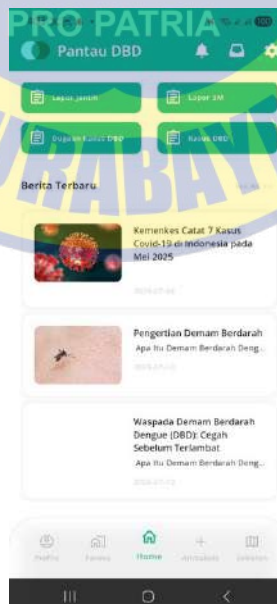 PRO PATRIA
Pantau DBD
Lapor Jentik
Lapor 3M
Dugaan Kasus DBD
Kasus DBD
SURABAYA
Berita Terbaru
Kemenkes Catat 7 Kasus
Covid-19 di Indonesia pada
Mei 2025
Pengertian Demam Berdarah
Apa Itu Demam Berdarah Deng...
Waspada Demam Berdarah
Dengue (DBD): Cegah
Sebelum Terlambat
Apa Itu Demam Berdarah Deng...
Home